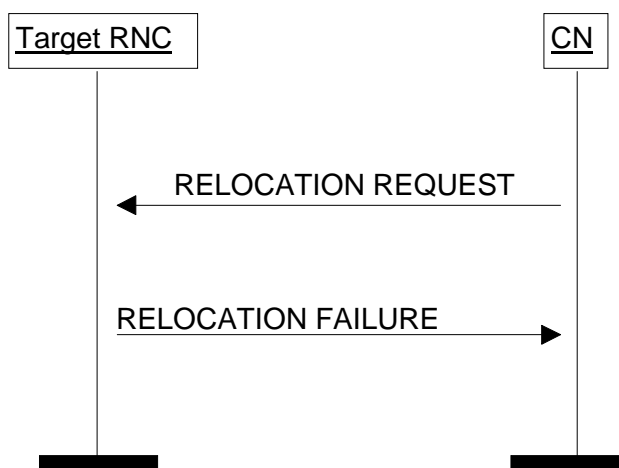 Target RNC
CN
RELOCATION REQUEST
RELOCATION FAILURE